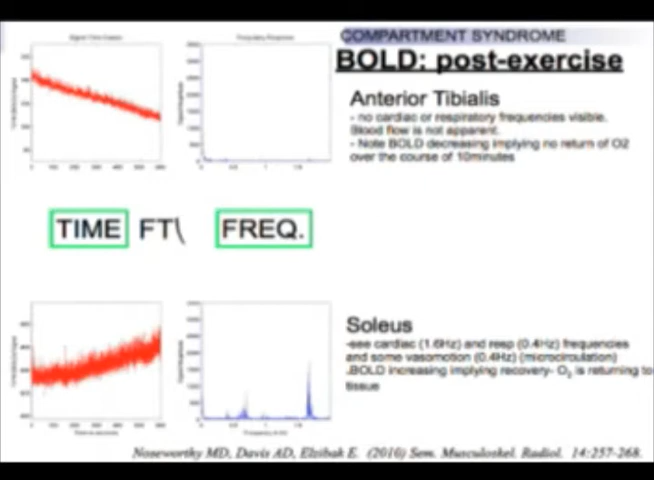 COMPARTMENT SYNDROME
BOLD: post-exercise
Anterior Tibialis
- no cardiac or respiratory frequencies visible.
Blood flow is not apparent.
- Note BOLD decreasing implying no return of O2
over the course of 10minutes
TIME FT\ FREQ.
Soleus
-see cardiac (1.6Hz) and resp (0.4Hz) frequencies
and some vasomotion (0.4Hz) (microcirculation)
.BOLD increasing implying recovery- O2 is returning to
tissue
Noseworthy MD, Davis AD, Elzibak E. (2010) Sem. Musculoskel. Radiol. 14:257-268.